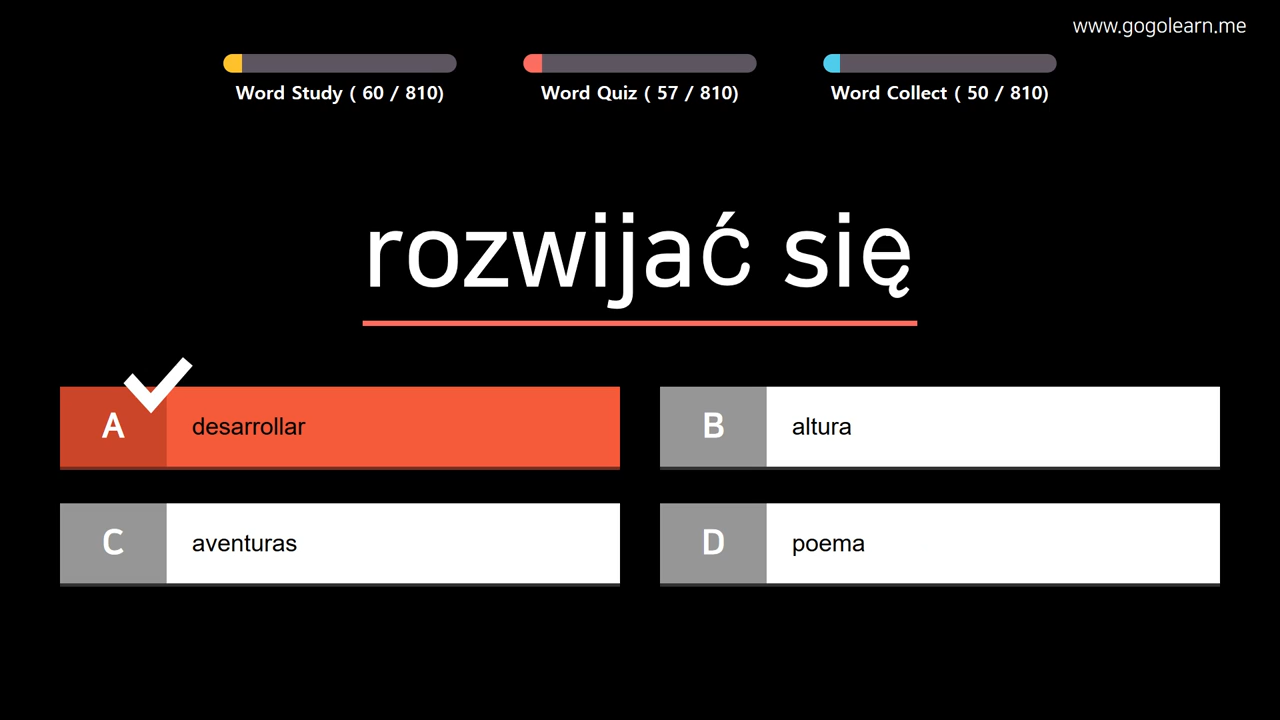 www.gogolearn.me
Word Study ( 60 / 810)
Word Quiz ( 57 / 810)
Word Collect ( 50 / 810)
rozwijać się
A desarrollar
B altura
C aventuras
D poema